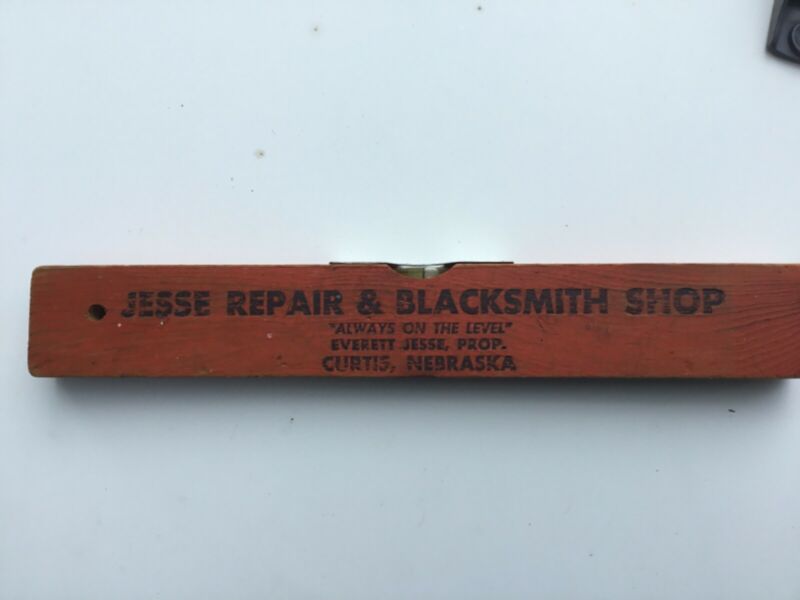 JESSE REPAIR & BLACKSMITH SHOP
"ALWAYS ON THE LEVEL"
EVERETT JESSE, PROP.
CURTIS, NEBRASKA